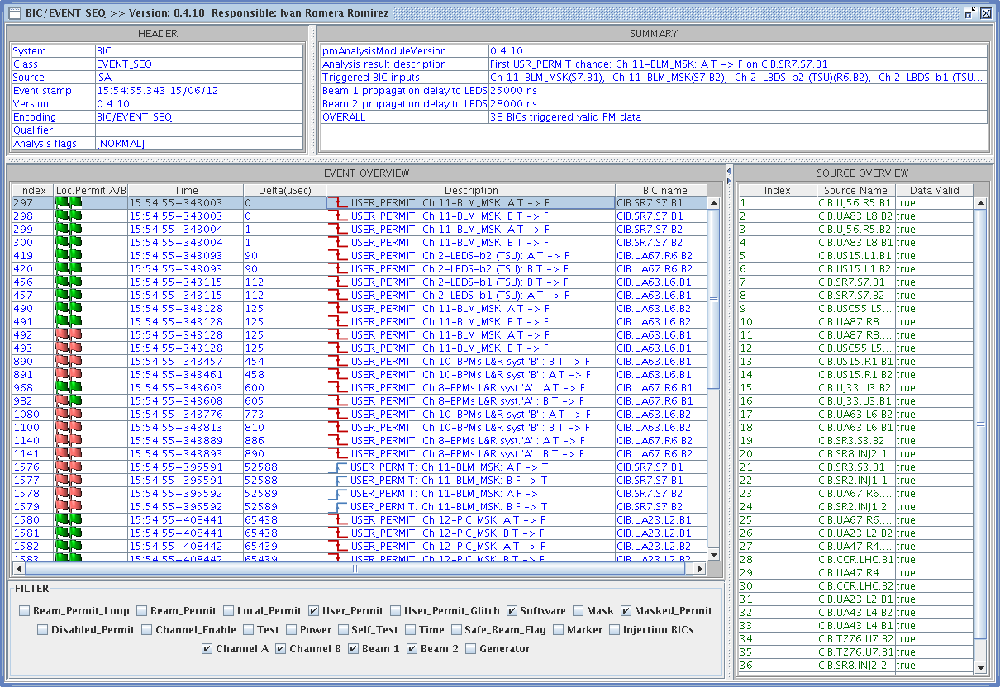 BIC/EVENT_SEQ >> Version: 0.4.10 Responsible: Ivan Romera Romirez
HEADER
System BIC
Class EVENT_SEQ
Source ISA
Event stamp 15:54:55.343 15/06/12
Version 0.4.10
Encoding BIC/EVENT_SEQ
Qualifier
Analysis flags [NORMAL]
SUMMARY
pmAnalysisModuleVersion 0.4.10
Analysis result description First USR_PERMIT change: Ch 11-BLM_MSK: A T -> F on CIB.SR7.S7.B1
Triggered BIC inputs Ch 11-BLM_MSK(S7.B1), Ch 11-BLM_MSK(S7.B2), Ch 2-LBDS-b2 (TSU)(R6.B2), Ch 2-LBDS-b1 (TSU...
Beam 1 propagation delay to LBDS 25000 ns
Beam 2 propagation delay to LBDS 28000 ns
OVERALL 38 BICs triggered valid PM data
EVENT OVERVIEW
Index Loc.Permit A/B Time Delta(uSec) Description BIC name
297 15:54:55+343003 0 USER_PERMIT: Ch 11-BLM_MSK: A T -> F CIB.SR7.S7.B1
298 15:54:55+343003 0 USER_PERMIT: Ch 11-BLM_MSK: B T -> F CIB.SR7.S7.B1
299 15:54:55+343004 1 USER_PERMIT: Ch 11-BLM_MSK: A T -> F CIB.SR7.S7.B2
300 15:54:55+343004 1 USER_PERMIT: Ch 11-BLM_MSK: B T -> F CIB.SR7.S7.B2
419 15:54:55+343093 90 USER_PERMIT: Ch 2-LBDS-b2 (TSU): A T -> F CIB.UA67.R6.B2
420 15:54:55+343093 90 USER_PERMIT: Ch 2-LBDS-b2 (TSU): B T -> F CIB.UA67.R6.B2
456 15:54:55+343115 112 USER_PERMIT: Ch 2-LBDS-b1 (TSU): B T -> F CIB.UA63.L6.B1
457 15:54:55+343115 112 USER_PERMIT: Ch 2-LBDS-b1 (TSU): A T -> F CIB.UA63.L6.B1
490 15:54:55+343128 125 USER_PERMIT: Ch 11-BLM_MSK: A T -> F CIB.UA63.L6.B2
491 15:54:55+343128 125 USER_PERMIT: Ch 11-BLM_MSK: B T -> F CIB.UA63.L6.B2
492 15:54:55+343128 125 USER_PERMIT: Ch 11-BLM_MSK: A T -> F CIB.UA63.L6.B1
493 15:54:55+343128 125 USER_PERMIT: Ch 11-BLM_MSK: B T -> F CIB.UA63.L6.B1
890 15:54:55+343457 454 USER_PERMIT: Ch 10-BPMs L&R syst.'B' : B T -> F CIB.UA63.L6.B1
891 15:54:55+343461 458 USER_PERMIT: Ch 10-BPMs L&R syst.'B' : A T -> F CIB.UA63.L6.B1
968 15:54:55+343603 600 USER_PERMIT: Ch 8-BPMs L&R syst.'A' : A T -> F CIB.UA67.R6.B1
982 15:54:55+343608 605 USER_PERMIT: Ch 8-BPMs L&R syst.'A' : B T -> F CIB.UA67.R6.B1
1080 15:54:55+343776 773 USER_PERMIT: Ch 10-BPMs L&R syst.'B' : A T -> F CIB.UA63.L6.B2
1100 15:54:55+343813 810 USER_PERMIT: Ch 10-BPMs L&R syst.'B' : B T -> F CIB.UA63.L6.B2
1140 15:54:55+343889 886 USER_PERMIT: Ch 8-BPMs L&R syst.'A' : A T -> F CIB.UA67.R6.B2
1141 15:54:55+343893 890 USER_PERMIT: Ch 8-BPMs L&R syst.'A' : B T -> F CIB.UA67.R6.B2
1576 15:54:55+395591 52588 USER_PERMIT: Ch 11-BLM_MSK: A F -> T CIB.SR7.S7.B1
1577 15:54:55+395591 52588 USER_PERMIT: Ch 11-BLM_MSK: B F -> T CIB.SR7.S7.B1
1578 15:54:55+395592 52589 USER_PERMIT: Ch 11-BLM_MSK: A F -> T CIB.SR7.S7.B2
1579 15:54:55+395592 52589 USER_PERMIT: Ch 11-BLM_MSK: B F -> T CIB.SR7.S7.B2
1580 15:54:55+408441 65438 USER_PERMIT: Ch 12-PIC_MSK: A T -> F CIB.UA23.L2.B1
1581 15:54:55+408441 65438 USER_PERMIT: Ch 12-PIC_MSK: B T -> F CIB.UA23.L2.B1
1582 15:54:55+408442 65439 USER_PERMIT: Ch 12-PIC_MSK: A T -> F CIB.UA23.L2.B2
1583 15:54:55+408442 65439 USER_PERMIT: Ch 12-PIC_MSK: B T -> F CIB.UA23.L2.B2
SOURCE OVERVIEW
Index Source Name Data Valid
1 CIB.UJ56.R5.B1 true
2 CIB.UA83.L8.B2 true
3 CIB.UJ56.R5.B2 true
4 CIB.UA83.L8.B1 true
5 CIB.US15.L1.B1 true
6 CIB.US15.L1.B2 true
7 CIB.SR7.S7.B1 true
8 CIB.SR7.S7.B2 true
9 CIB.USC55.L5.... true
10 CIB.UA87.R8.... true
11 CIB.UA87.R8.... true
12 CIB.USC55.L5... true
13 CIB.US15.R1.B1 true
14 CIB.US15.R1.B2 true
15 CIB.UJ33.U3.B2 true
16 CIB.UJ33.U3.B1 true
17 CIB.UA63.L6.B2 true
18 CIB.UA63.L6.B1 true
19 CIB.SR3.S3.B2 true
20 CIB.SR8.INJ2.1 true
21 CIB.SR3.S3.B1 true
22 CIB.SR2.INJ1.1 true
23 CIB.UA67.R6.... true
24 CIB.SR2.INJ1.2 true
25 CIB.UA67.R6.... true
26 CIB.UA23.L2.B2 true
27 CIB.UA47.R4.... true
28 CIB.CCR.LHC.B1 true
29 CIB.UA47.R4.... true
30 CIB.CCR.LHC.B2 true
31 CIB.UA23.L2.B1 true
32 CIB.UA43.L4.B2 true
33 CIB.UA43.L4.B1 true
34 CIB.TZ76.U7.B2 true
35 CIB.TZ76.U7.B1 true
36 CIB.SR8.INJ2.2 true
FILTER
Beam_Permit_Loop Beam_Permit Local_Permit User_Permit User_Permit_Glitch Software Mask Masked_Permit
Disabled_Permit Channel_Enable Test Power Self_Test Time Safe_Beam_Flag Marker Injection BICs
Channel A Channel B Beam 1 Beam 2 Generator